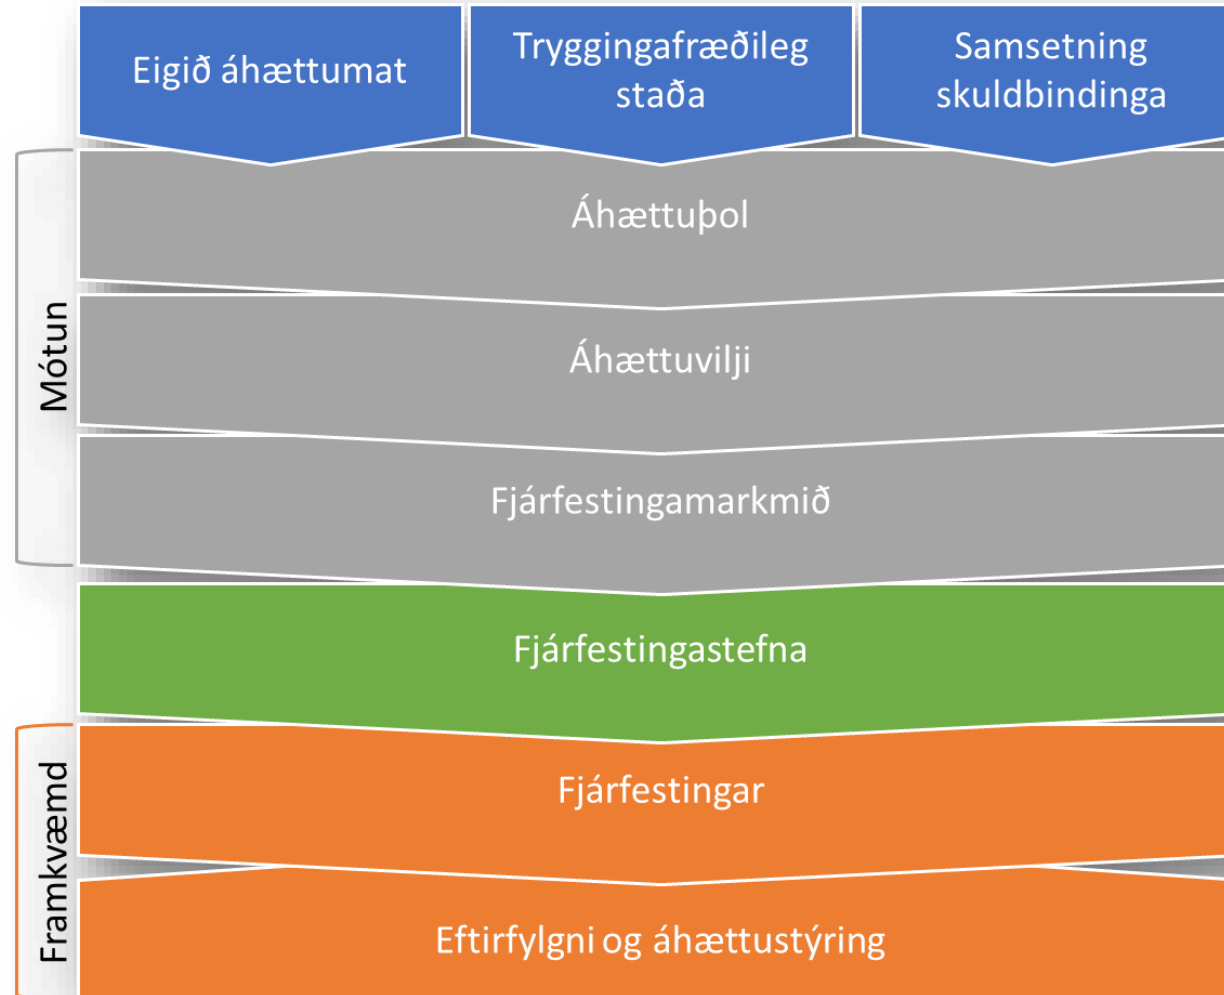 Eigið áhættumat
Tryggingafræðileg
staða
Samsetning
skuldbindinga
Mótun
Áhættuþol
Áhættuvilji
Fjárfestingamarkmið
Fjárfestingastefna
Framkvæmd
Fjárfestingar
Eftirfylgni og áhættustýring